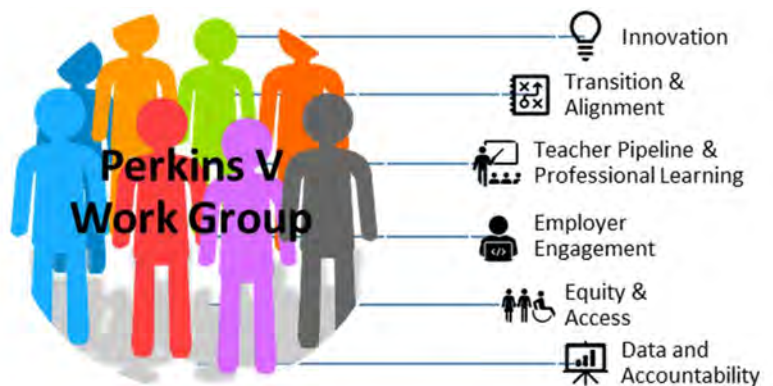 Perkins V
Work Group
Innovation
Transition &
Alignment
Teacher Pipeline &
Professional Learning
Employer
Engagement
Equity &
Access
Data and
Accountability